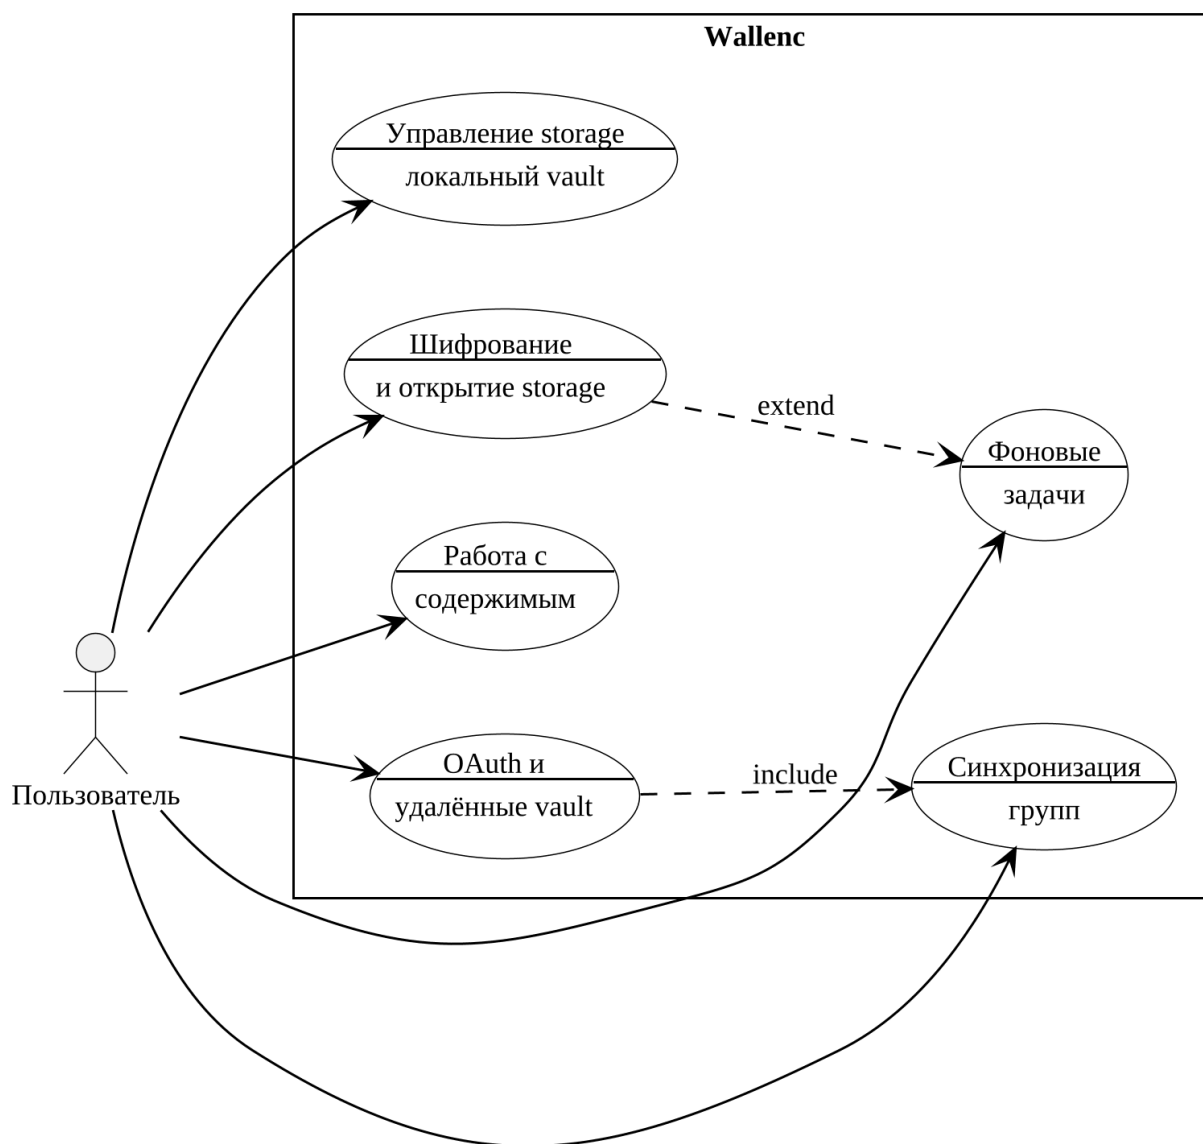 Wallenc
Управление storage
локальный vault
Шифрование
и открытие storage
extend
Фоновые
задачи
Работа с
содержимым
OAuth и
удалённые vault
include
Синхронизация
групп
Пользователь